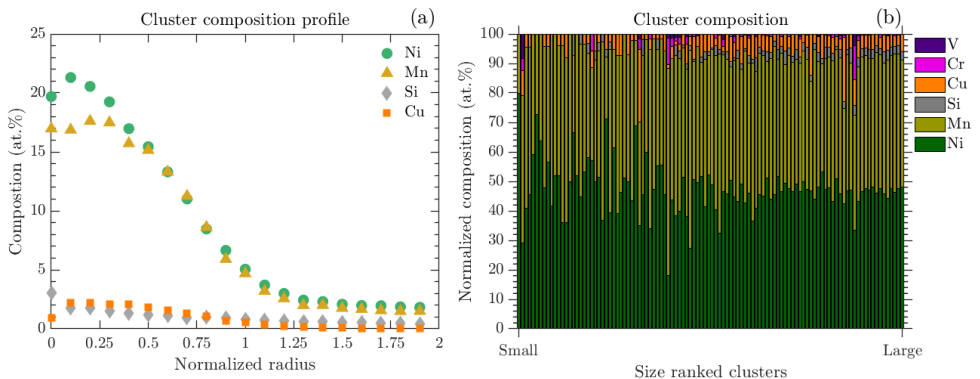 Cluster composition profile
(a)
25
20
15
10
5
0
Compostion (at.%)
Ni
Mn
Si
Cu
0
0.25
0.5
0.75
1
1.25
1.5
1.75
2
Normalized radius
Cluster composition
(b)
100
90
80
70
60
50
40
30
20
10
0
Normalized composition (at.%)
V
Cr
Cu
Si
Mn
Ni
Small
Large
Size ranked clusters